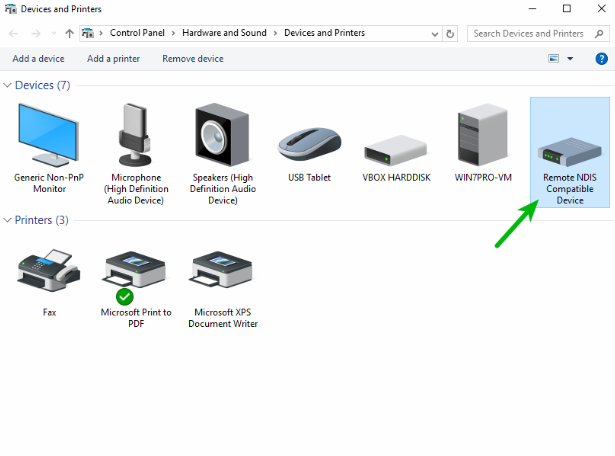 Devices and Printers
Control Panel > Hardware and Sound > Devices and Printers
Search Devices and Printers
Add a device Add a printer Remove device
Devices (7)
Generic Non-PnP
Monitor
Microphone
(High Definition
Audio Device)
Speakers (High
Definition Audio
Device)
USB Tablet
VBOX HARDDISK
WIN7PRO-VM
Remote NDIS
Compatible
Device
Printers (3)
Fax
Microsoft Print to
PDF
Microsoft XPS
Document Writer